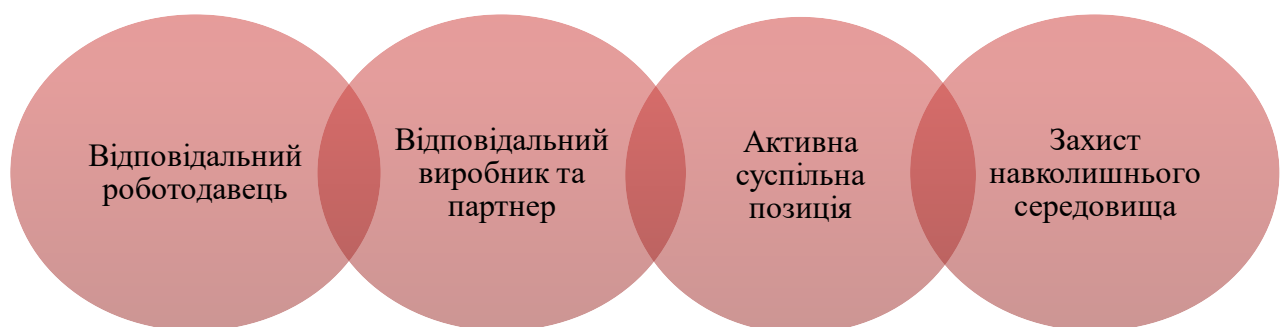 Відповідальний
роботодавець
Відповідальний
виробник та
партнер
Активна
суспільна
позиція
Захист
навколишнього
середовища